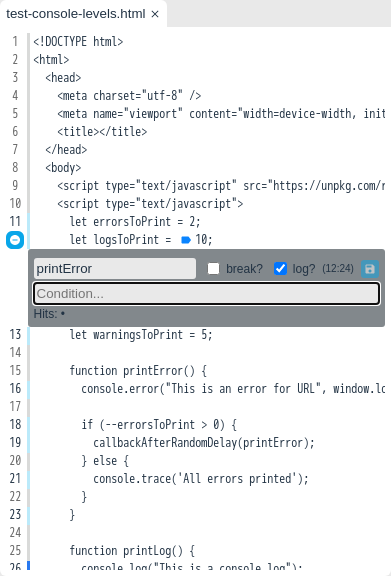 test-console-levels.html ×
1 <!DOCTYPE html>
2 <html>
3 <head>
4 <meta charset="utf-8" />
5 <meta name="viewport" content="width=device-width, init
6 <title></title>
7 </head>
8 <body>
9 <script type="text/javascript" src="https://unpkg.com/r
10 <script type="text/javascript">
11 let errorsToPrint = 2;
let logsToPrint = 10;
printError break? log? (12:24)
Condition...
Hits: •
13 let warningsToPrint = 5;
14
15 function printError() {
16 console.error("This is an error for URL", window.lo
17
18 if (--errorsToPrint > 0) {
19 callbackAfterRandomDelay(printError);
20 } else {
21 console.trace('All errors printed');
22 }
23 }
24
25 function printLog() {
26 console.log("This is a console log");